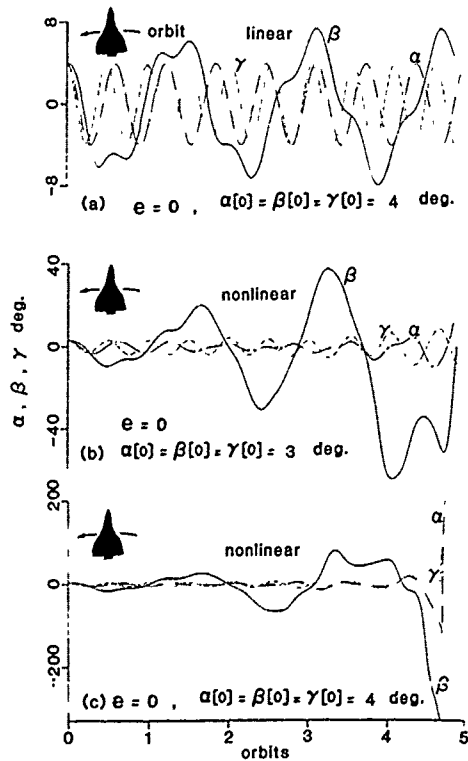 8
orbit linear β
γ α
0
-8
(a) e = 0 , α[0] = β[0] = γ[0] = 4 deg.
40
β
nonlinear
γ α
0
α , β , γ deg.
-40
e = 0
(b) α[0] = β[0] = γ[0] = 3 deg.
200
α
nonlinear
γ
0
-200
β
(c) e = 0 , α[0] = β[0] = γ[0] = 4 deg.
0 1 2 3 4 5
orbits